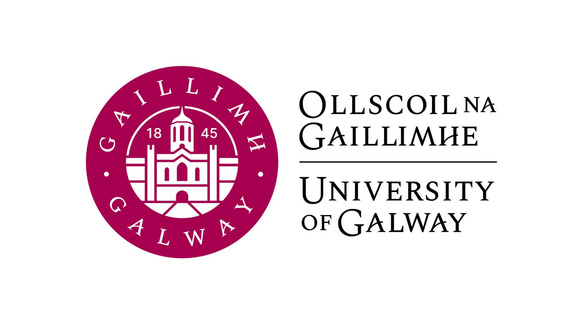 GAILLIMH
18 45
GALWAY
OLLSCOIL NA
GAILLIMHE
UNIVERSITY
OF GALWAY